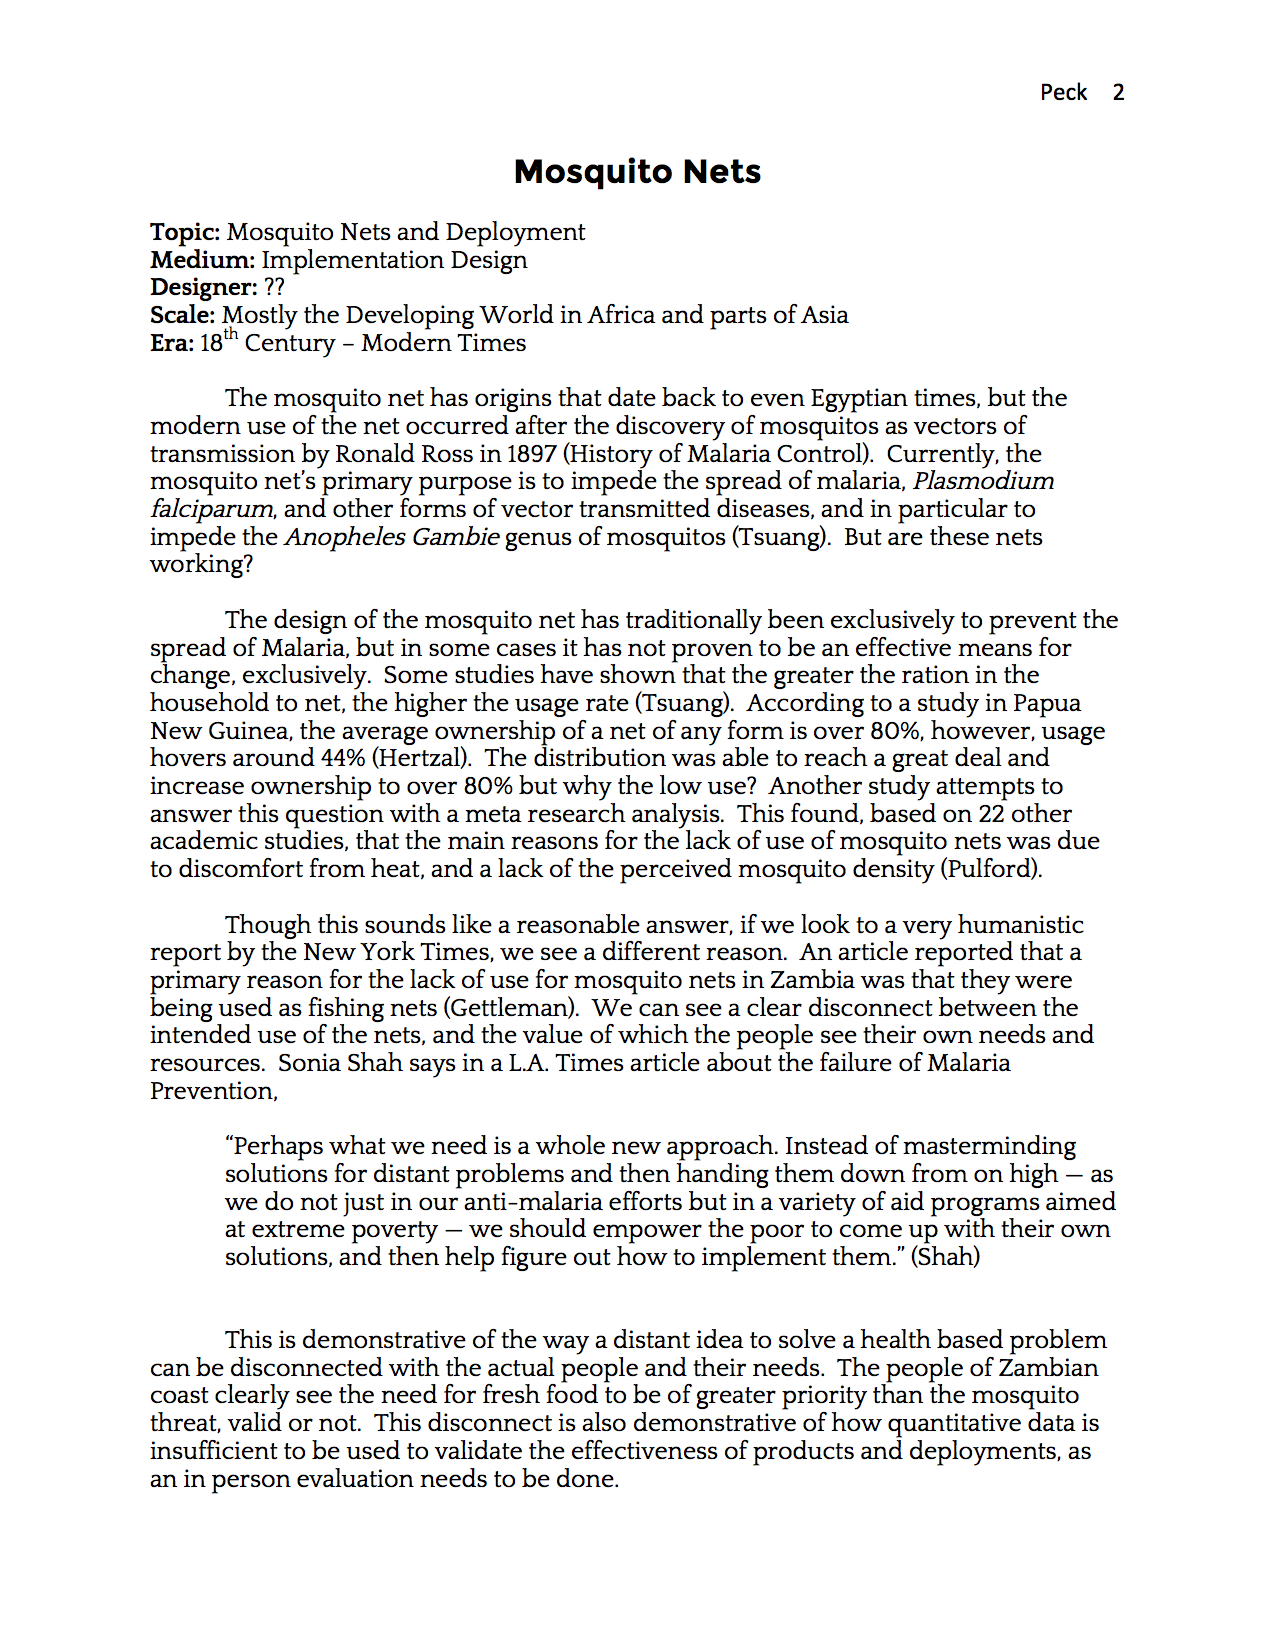 Peck 2
Mosquito Nets
Topic: Mosquito Nets and Deployment
Medium: Implementation Design
Designer: ??
Scale: Mostly the Developing World in Africa and parts of Asia
Era: 18th Century – Modern Times
The mosquito net has origins that date back to even Egyptian times, but the
modern use of the net occurred after the discovery of mosquitos as vectors of
transmission by Ronald Ross in 1897 (History of Malaria Control).  Currently, the
mosquito net’s primary purpose is to impede the spread of malaria, Plasmodium
falciparum, and other forms of vector transmitted diseases, and in particular to
impede the Anopheles Gambie genus of mosquitos (Tsuang).  But are these nets
working?
The design of the mosquito net has traditionally been exclusively to prevent the
spread of Malaria, but in some cases it has not proven to be an effective means for
change, exclusively.  Some studies have shown that the greater the ration in the
household to net, the higher the usage rate (Tsuang).  According to a study in Papua
New Guinea, the average ownership of a net of any form is over 80%, however, usage
hovers around 44% (Hertzal).  The distribution was able to reach a great deal and
increase ownership to over 80% but why the low use?  Another study attempts to
answer this question with a meta research analysis.  This found, based on 22 other
academic studies, that the main reasons for the lack of use of mosquito nets was due
to discomfort from heat, and a lack of the perceived mosquito density (Pulford).
Though this sounds like a reasonable answer, if we look to a very humanistic
report by the New York Times, we see a different reason.  An article reported that a
primary reason for the lack of use for mosquito nets in Zambia was that they were
being used as fishing nets (Gettleman).  We can see a clear disconnect between the
intended use of the nets, and the value of which the people see their own needs and
resources.  Sonia Shah says in a L.A. Times article about the failure of Malaria
Prevention,
“Perhaps what we need is a whole new approach. Instead of masterminding
solutions for distant problems and then handing them down from on high — as
we do not just in our anti-malaria efforts but in a variety of aid programs aimed
at extreme poverty — we should empower the poor to come up with their own
solutions, and then help figure out how to implement them.” (Shah)
This is demonstrative of the way a distant idea to solve a health based problem
can be disconnected with the actual people and their needs.  The people of Zambian
coast clearly see the need for fresh food to be of greater priority than the mosquito
threat, valid or not.  This disconnect is also demonstrative of how quantitative data is
insufficient to be used to validate the effectiveness of products and deployments, as
an in person evaluation needs to be done.